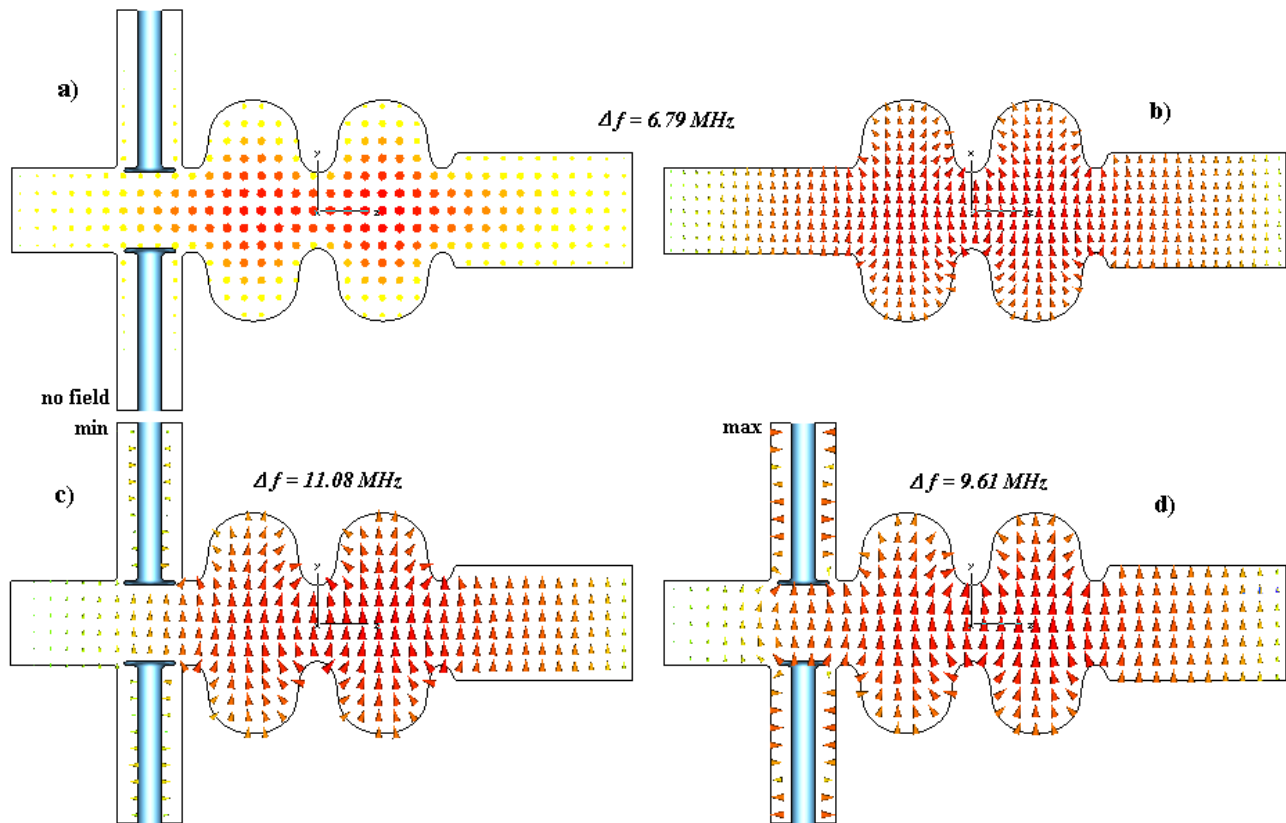 a)
Δf = 6.79 MHz
b)
y
z
x
z
no field
min
max
Δf = 11.08 MHz
Δf = 9.61 MHz
c)
d)
y
y